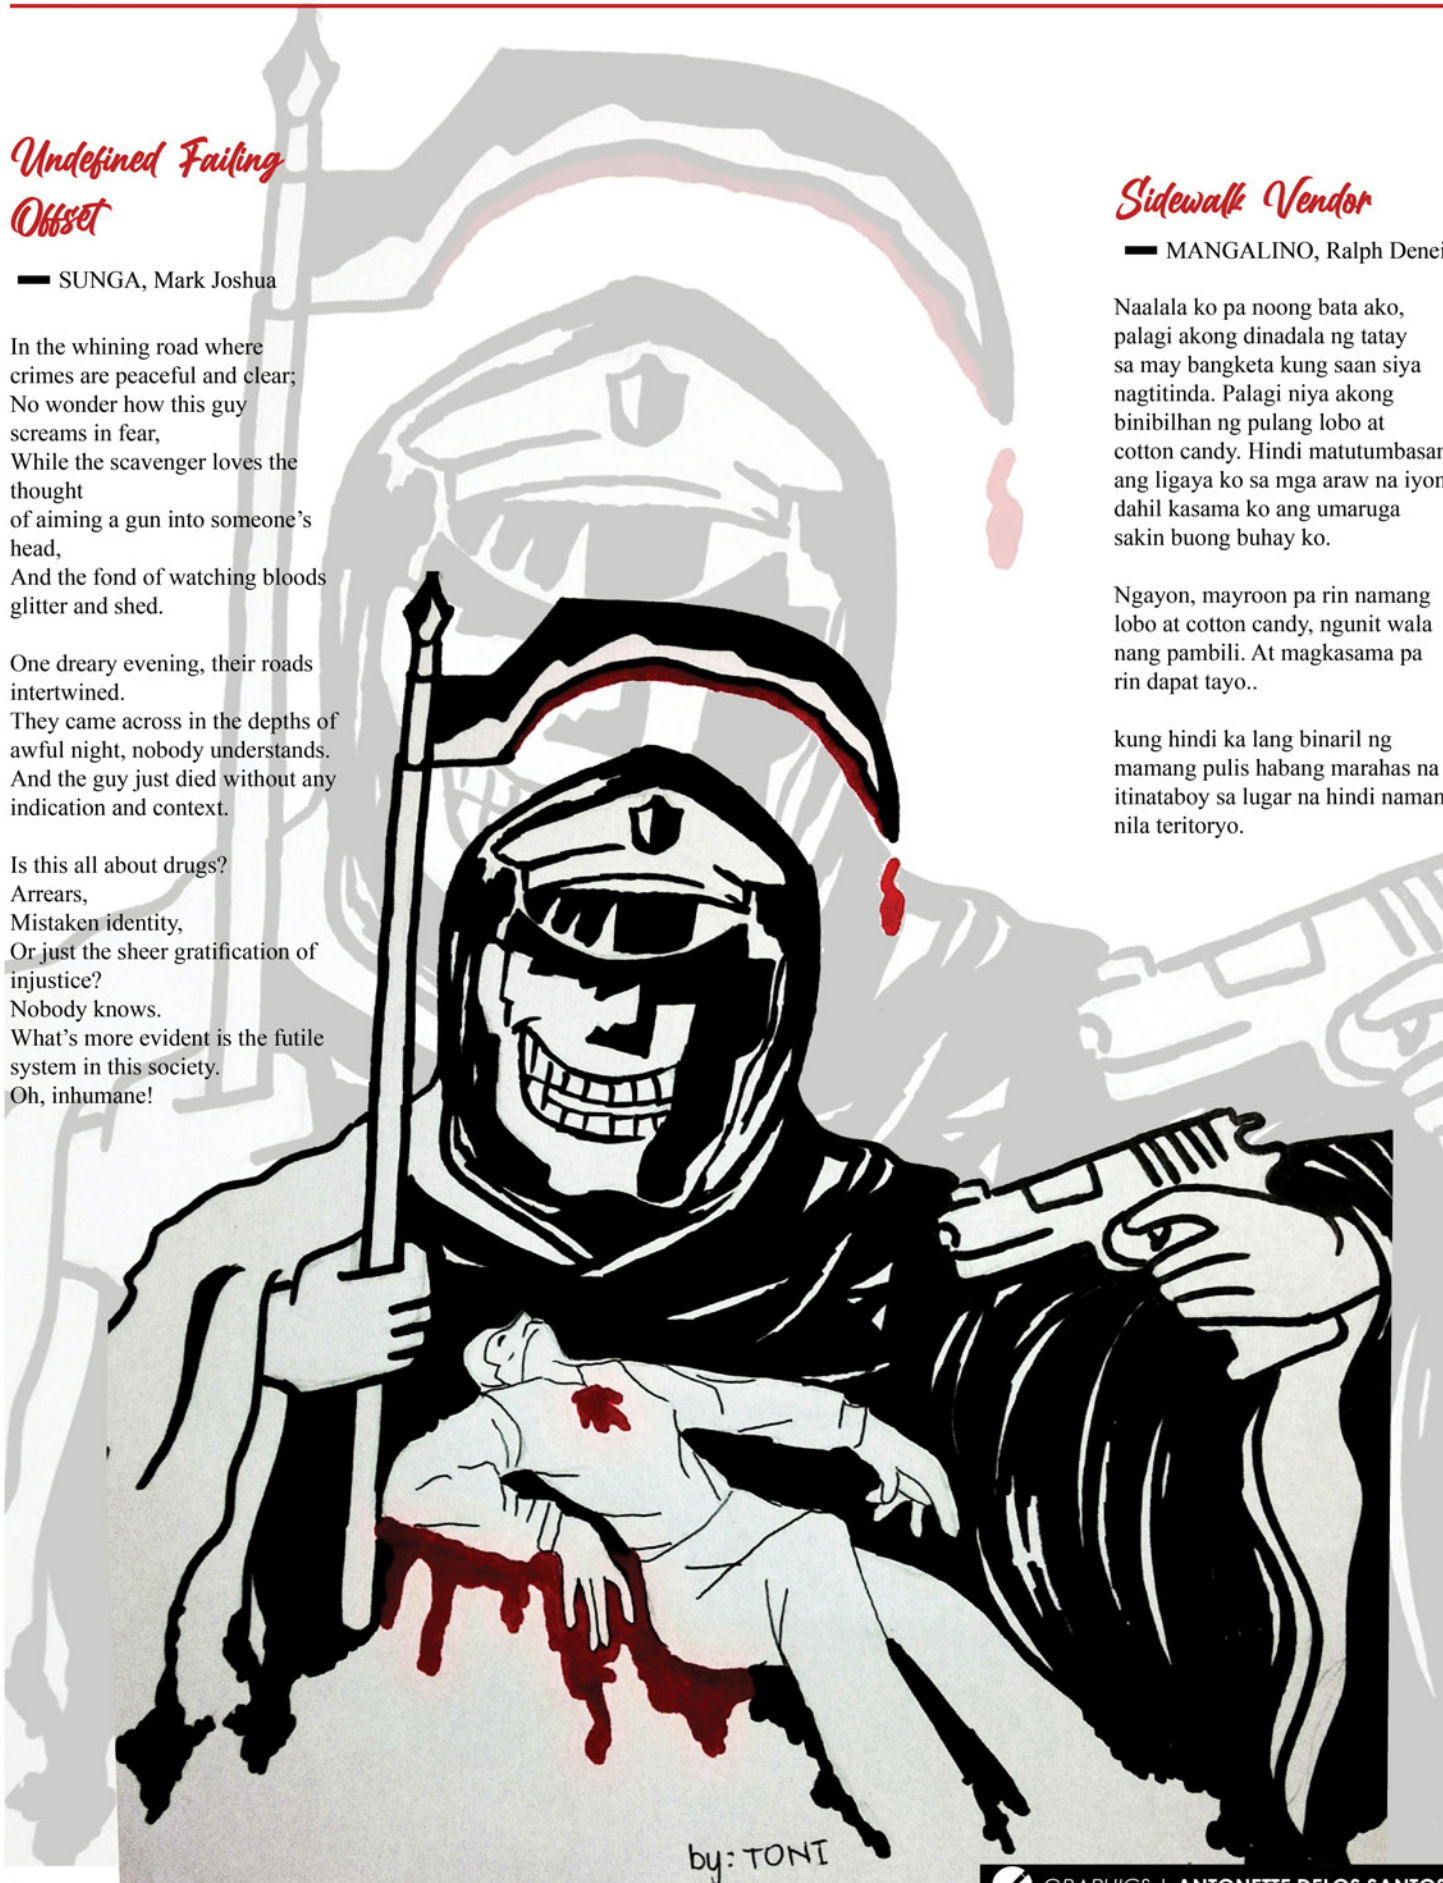 Undefined Failing
Offset
SUNGA, Mark Joshua
In the whining road where
crimes are peaceful and clear;
No wonder how this guy
screams in fear,
While the scavenger loves the
thought
of aiming a gun into someone's
head,
And the fond of watching bloods
glitter and shed.
One dreary evening, their roads
intertwined.
They came across in the depths of
awful night, nobody understands.
And the guy just died without any
indication and context.
Is this all about drugs?
Arrears,
Mistaken identity,
Or just the sheer gratification of
injustice?
Nobody knows.
What's more evident is the futile
system in this society.
Oh, inhumane!
Sidewalk Vendor
MANGALINO, Ralph Denei
Naalala ko pa noong bata ako,
palagi akong dinadala ng tatay
sa may bangketa kung saan siya
nagtitinda. Palagi niya akong
binibilhan ng pulang lobo at
cotton candy. Hindi matutumbasan
ang ligaya ko sa mga araw na iyon
dahil kasama ko ang umaruga
sakin buong buhay ko.
Ngayon, mayroon pa rin namang
lobo at cotton candy, ngunit wala
nang pambili. At magkasama pa
rin dapat tayo..
kung hindi ka lang binaril ng
mamang pulis habang marahas na
itinataboy sa lugar na hindi naman
nila teritoryo.
by: TONI
GRAPHICS | ANTONETTE DELOS SANTOS